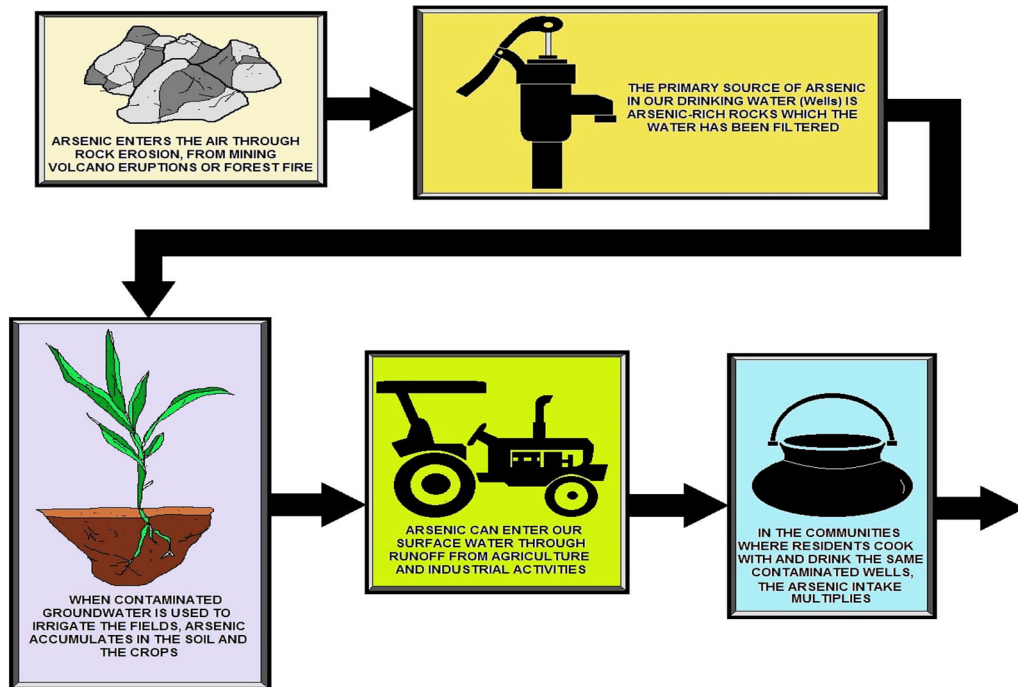 ARSENIC ENTERS THE AIR THROUGH
ROCK EROSION, FROM MINING
VOLCANO ERUPTIONS OR FOREST FIRE
THE PRIMARY SOURCE OF ARSENIC
IN OUR DRINKING WATER (Wells) IS
ARSENIC-RICH ROCKS WHICH THE
WATER HAS BEEN FILTERED
WHEN CONTAMINATED
GROUNDWATER IS USED TO
IRRIGATE THE FIELDS, ARSENIC
ACCUMULATES IN THE SOIL AND
THE CROPS
ARSENIC CAN ENTER OUR
SURFACE WATER THROUGH
RUNOFF FROM AGRICULTURE
AND INDUSTRIAL ACTIVITIES
IN THE COMMUNITIES
WHERE RESIDENTS COOK
WITH AND DRINK THE SAME
CONTAMINATED WELLS,
THE ARSENIC INTAKE
MULTIPLIES